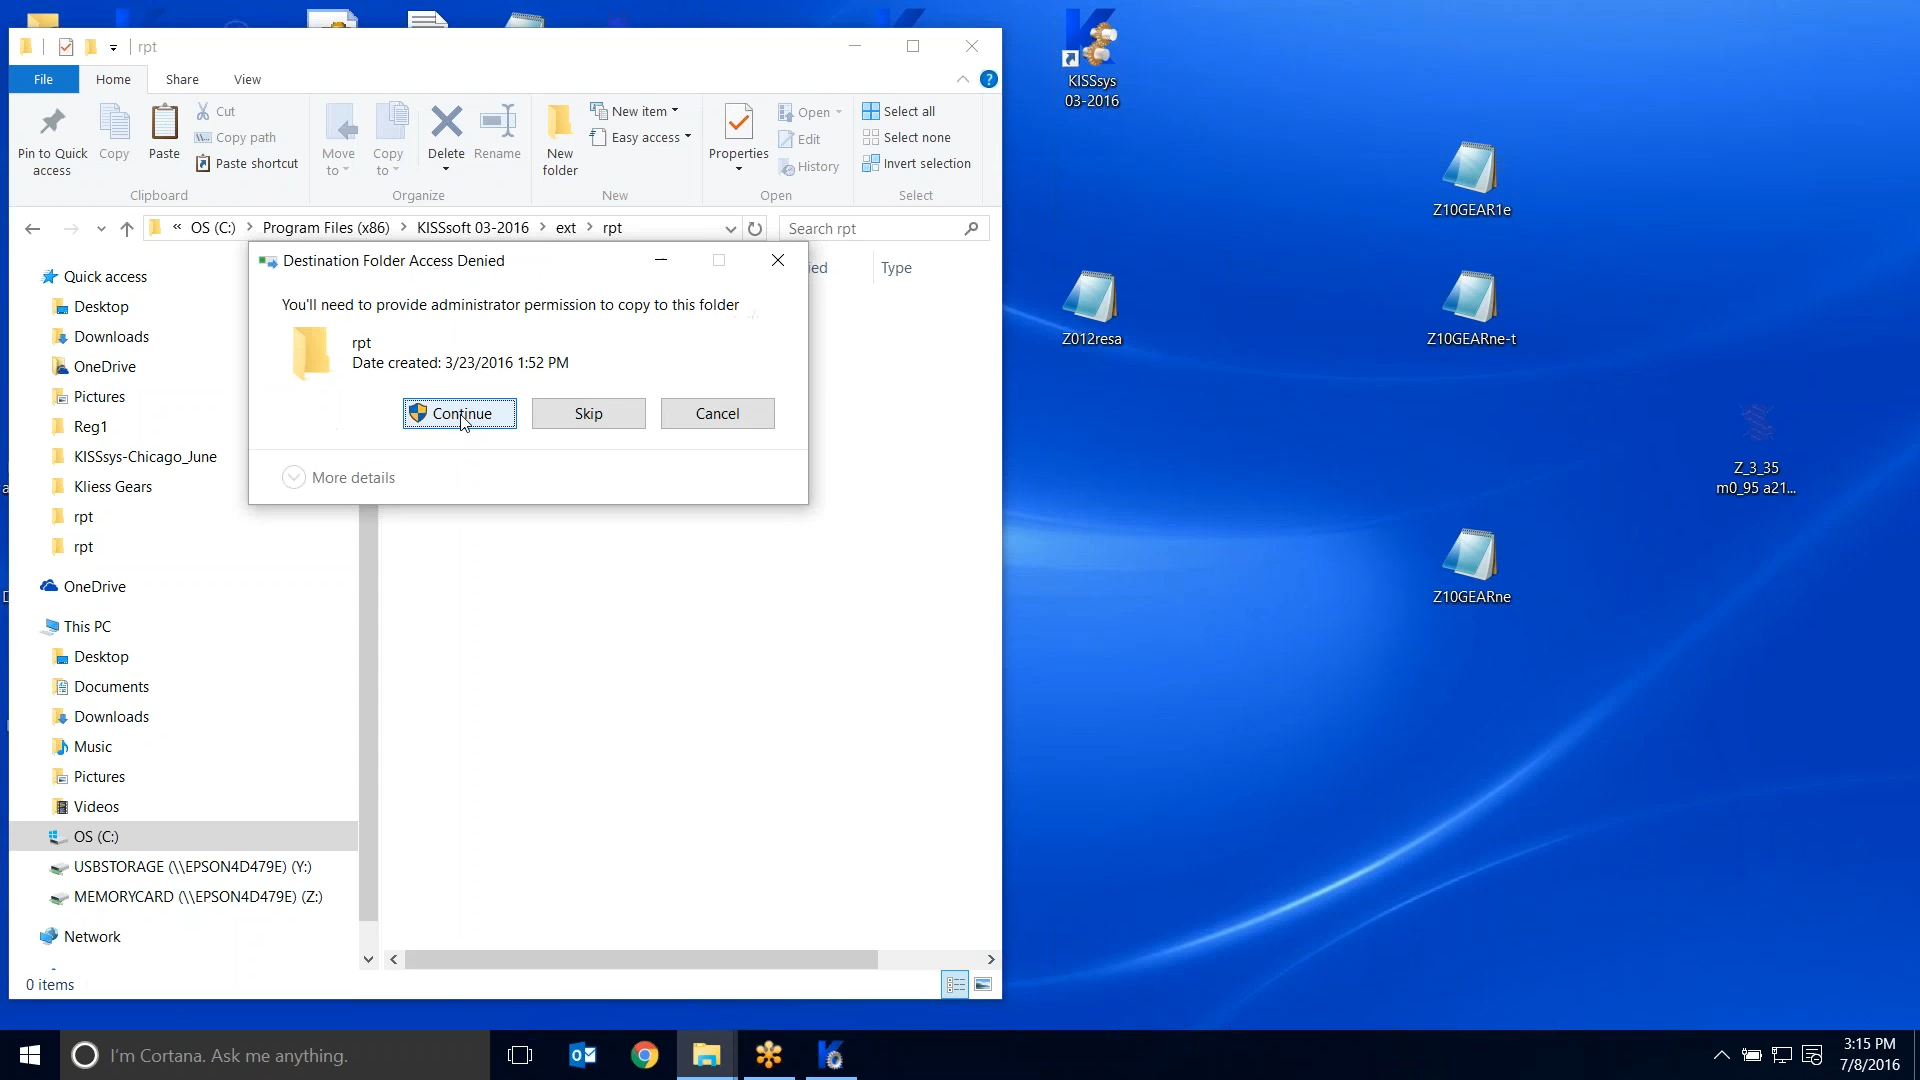 rpt
File
Home
Share
View
Pin to Quick access
Copy
Paste
Cut
Copy path
Paste shortcut
Clipboard
Move to
Copy to
Delete
Rename
Organize
New folder
New item
Easy access
New
Properties
Open
Edit
History
Open
Select all
Select none
Invert selection
Select
« OS (C:) > Program Files (x86) > KISSsoft 03-2016 > ext > rpt
Search rpt
Type
Quick access
Desktop
Downloads
OneDrive
Pictures
Reg1
KISSsys-Chicago_June
Kliess Gears
rpt
rpt
OneDrive
This PC
Desktop
Documents
Downloads
Music
Pictures
Videos
OS (C:)
USBSTORAGE (\\EPSON4D479E) (Y:)
MEMORYCARD (\\EPSON4D479E) (Z:)
Network
0 items
Destination Folder Access Denied
You'll need to provide administrator permission to copy to this folder
rpt
Date created: 3/23/2016 1:52 PM
Continue
Skip
Cancel
More details
KISSsys
03-2016
Z10GEAR1e
Z012resa
Z10GEARne-t
Z_3_35
m0_95 a21...
Z10GEARne
I'm Cortana. Ask me anything.
3:15 PM
7/8/2016